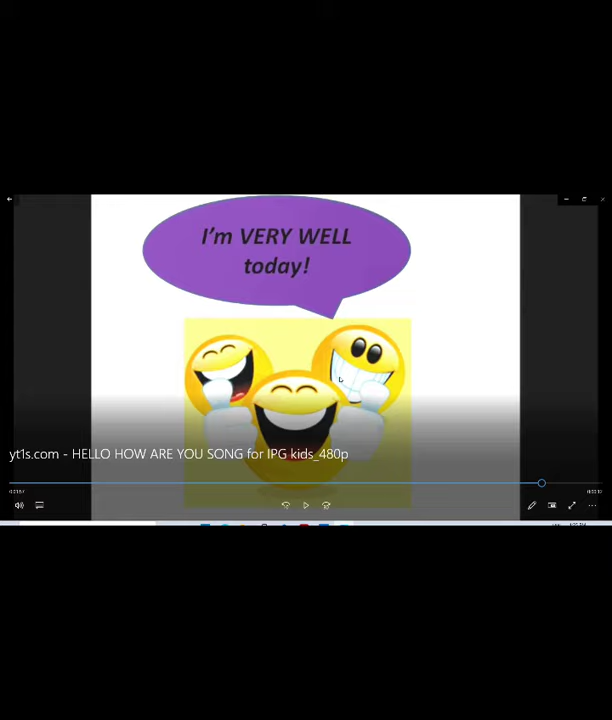 I'm VERY WELL
today!
yt1s.com - HELLO HOW ARE YOU SONG for IPG kids_480p